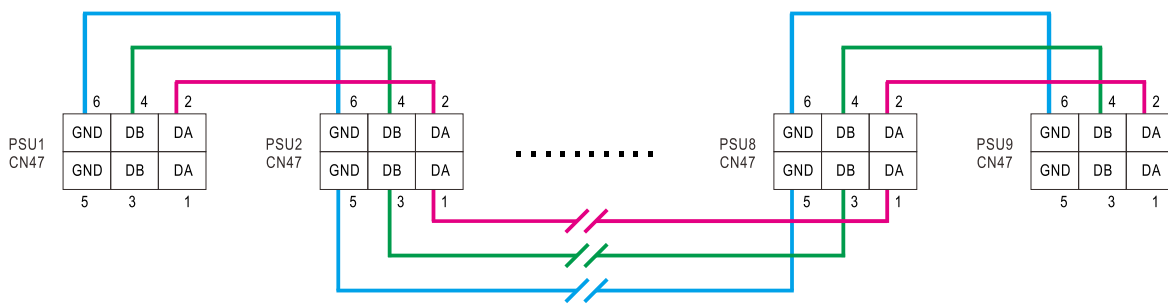 6 4 2 6 4 2 6 4 2 6 4 2
PSU1 CN47 GND DB DA PSU2 CN47 GND DB DA PSU8 CN47 GND DB DA PSU9 CN47 GND DB DA
GND DB DA GND DB DA GND DB DA GND DB DA
5 3 1 5 3 1 5 3 1 5 3 1